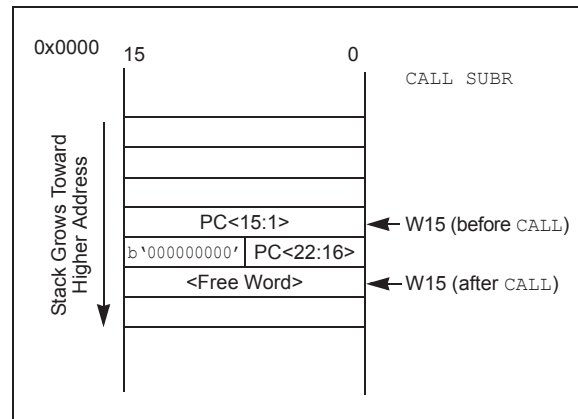 0x0000
15 0
CALL SUBR
Stack Grows Toward
Higher Address
PC<15:1>
W15 (before CALL)
b‘000000000’ PC<22:16>
<Free Word>
W15 (after CALL)